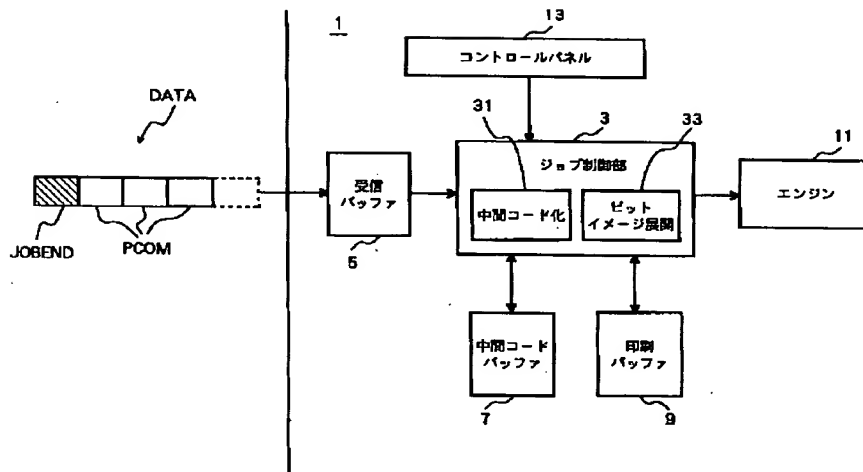 1
13
コントロールパネル
DATA
31
3
33
11
ジョブ制御部
受信
バッファ
中間コード化
ビット
イメージ展開
エンジン
JOBEND
PCOM
5
中間コード
バッファ
印刷
バッファ
7
9